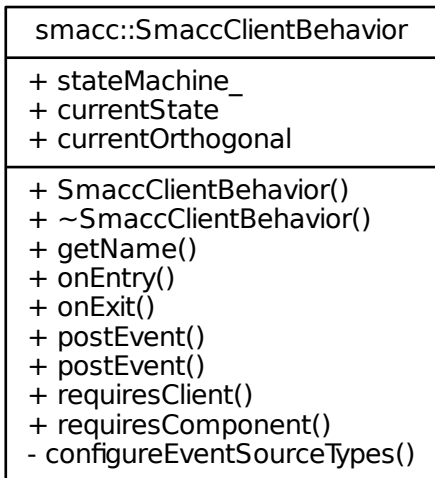 smacc::SmaccClientBehavior
+ stateMachine_
+ currentState
+ currentOrthogonal
+ SmaccClientBehavior()
+ ~SmaccClientBehavior()
+ getName()
+ onEntry()
+ onExit()
+ postEvent()
+ postEvent()
+ requiresClient()
+ requiresComponent()
- configureEventSourceTypes()